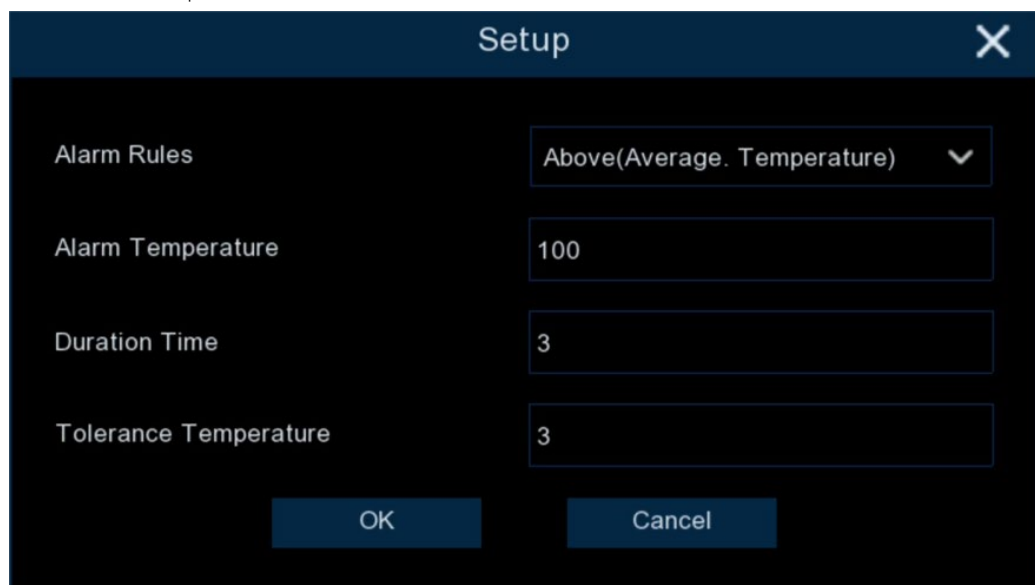 Setup
Alarm Rules
Above(Average. Temperature)
Alarm Temperature
100
Duration Time
3
Tolerance Temperature
3
OK
Cancel